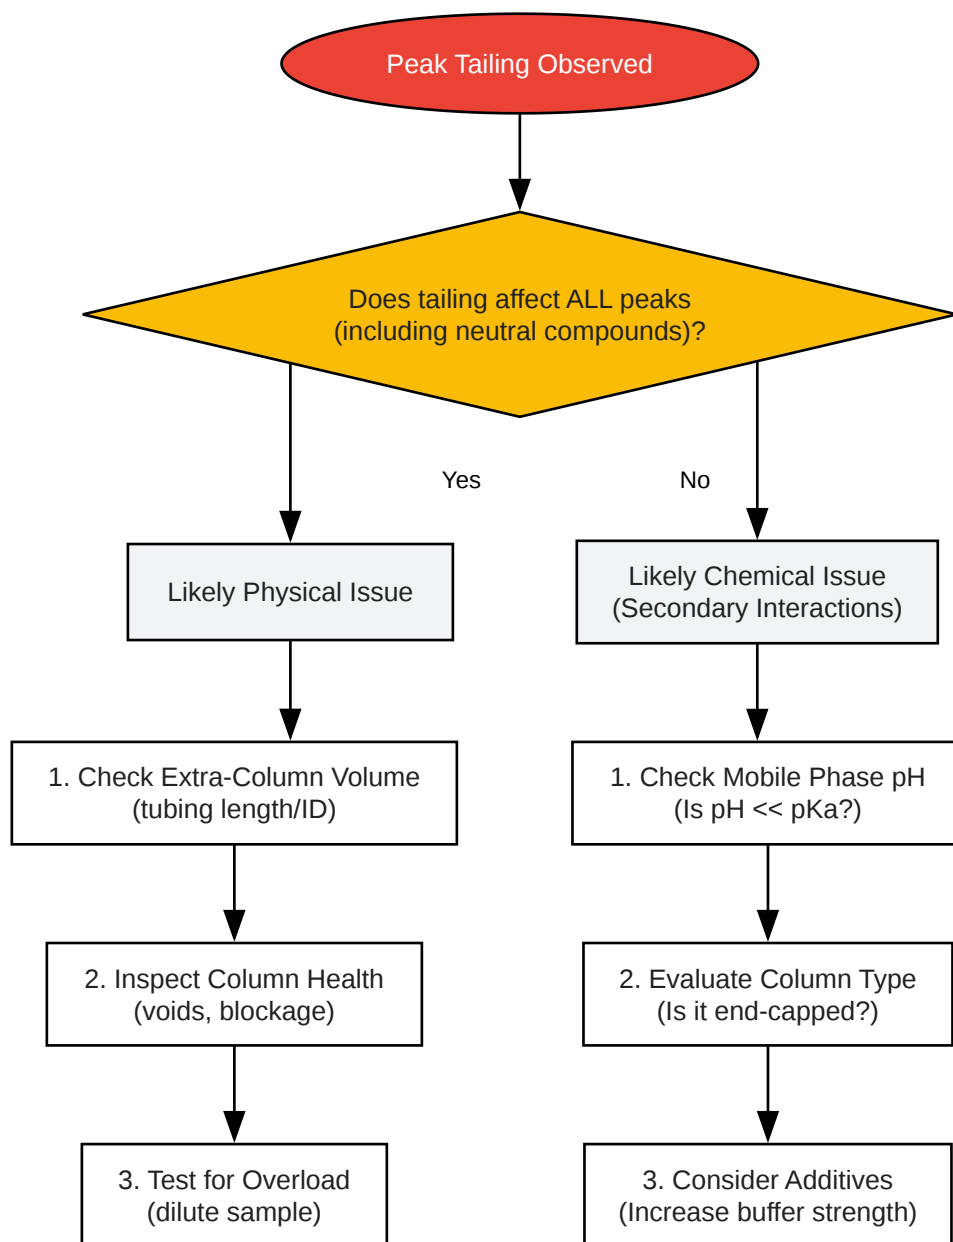 Peak Tailing Observed
Does tailing affect ALL peaks
(including neutral compounds)?
Yes
No
Likely Physical Issue
Likely Chemical Issue
(Secondary Interactions)
1. Check Extra-Column Volume
(tubing length/ID)
1. Check Mobile Phase pH
(Is pH << pKa?)
2. Inspect Column Health
(voids, blockage)
2. Evaluate Column Type
(Is it end-capped?)
3. Test for Overload
(dilute sample)
3. Consider Additives
(Increase buffer strength)